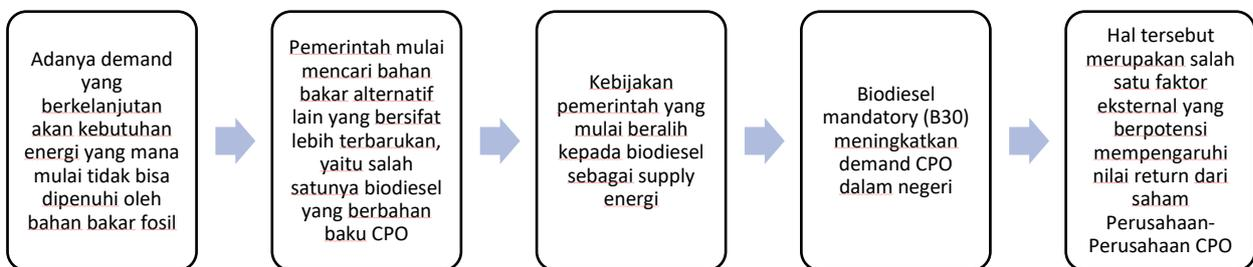 Adanya demand
yang
berkelanjutan
akan kebutuhan
energi yang mana
mulai tidak bisa
dipenuhi oleh
bahan bakar fosil
Pemerintah mulai
mencari bahan
bakar alternatif
lain yang bersifat
lebih terbarukan,
yaitu salah
satunya biodiesel
yang berbahan
baku CPO
Kebijakan
pemerintah yang
mulai beralih
kepada biodiesel
sebagai supply
energi
Biodiesel
mandatory (B30)
meningkatkan
demand CPO
dalam negeri
Hal tersebut
merupakan salah
satu faktor
eksternal yang
berpotensi
mempengaruhi
nilai return dari
saham
Perusahaan-
Perusahaan CPO